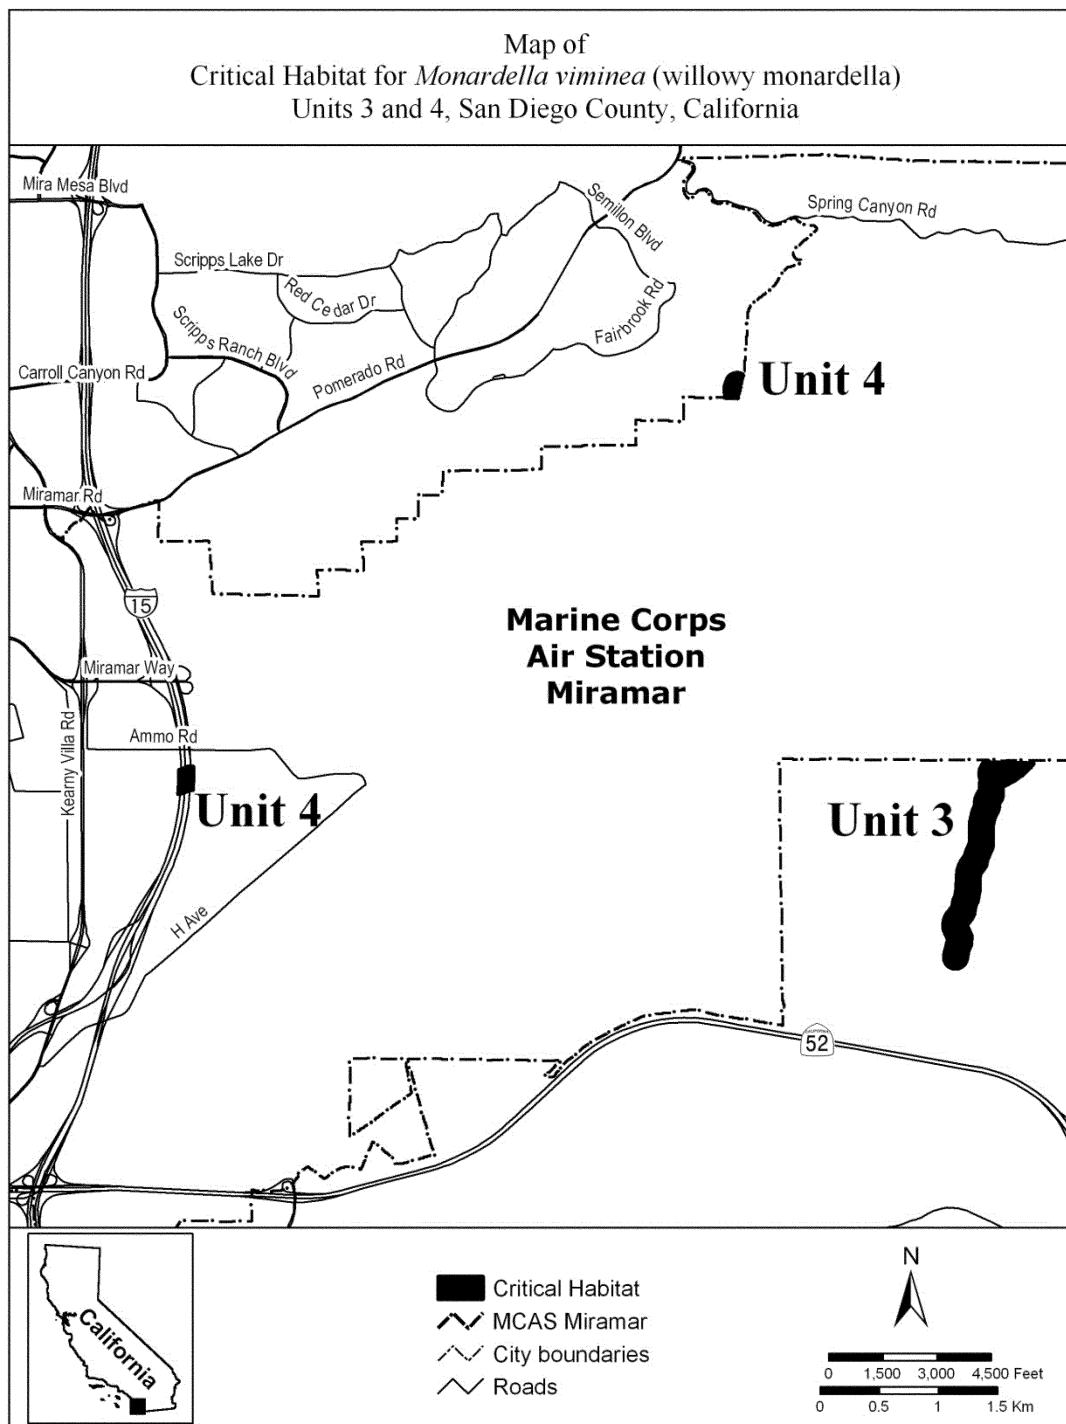 Map of
Critical Habitat for Monardella viminea (willowy monardella)
Units 3 and 4, San Diego County, California
Mira Mesa Blvd
Semillon Blvd
Spring Canyon Rd
Scripps Lake Dr
Red Cedar Dr
Fairbrook Rd
Scripps Ranch Blvd
Carroll Canyon Rd
Pomerado Rd
Unit 4
Miramar Rd
15
Marine Corps
Air Station
Miramar
Miramar Way
Kearny Villa Rd
Ammo Rd
Unit 4
Unit 3
H Ave
CALIFORNIA
52
California
Critical Habitat
MCAS Miramar
City boundaries
Roads
N
0 1,500 3,000 4,500 Feet
0 0.5 1 1.5 Km